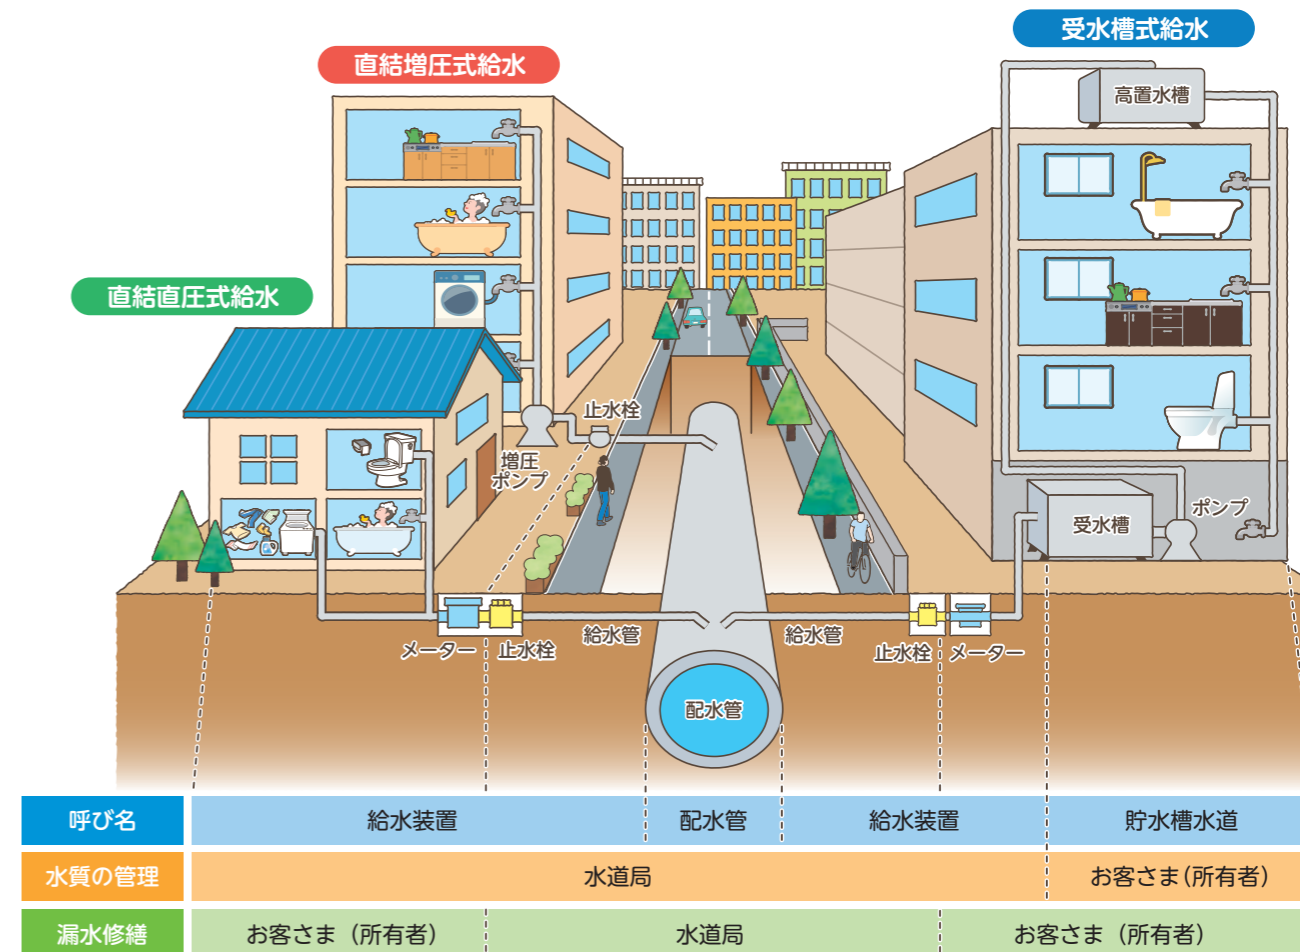 受水槽式給水
直結増圧式給水
高置水槽
直結直圧式給水
止水栓
増圧
ポンプ
ポンプ
受水槽
メーター
止水栓
給水管
給水管
止水栓
メーター
配水管
呼び名
給水装置
配水管
給水装置
貯水槽水道
水質の管理
水道局
お客さま(所有者)
漏水修繕
お客さま(所有者)
水道局
お客さま(所有者)